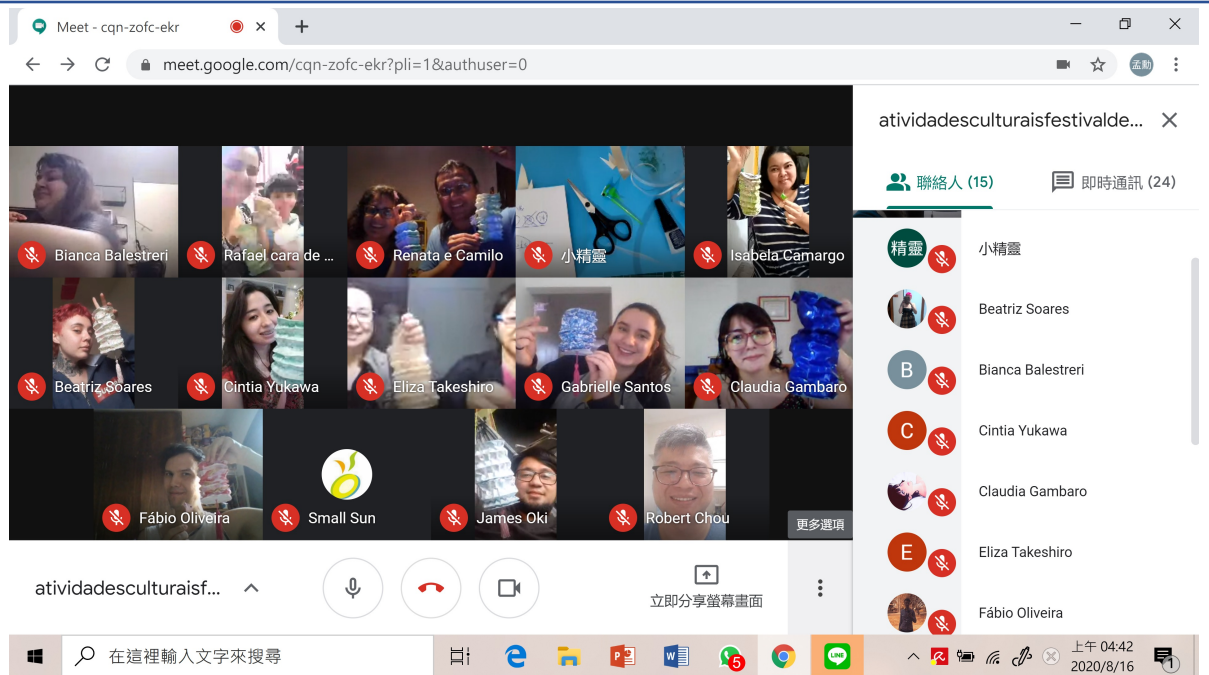 Meet - cqn-zofc-ekr
meet.google.com/cqn-zofc-ekr?pli=1&authuser=0
孟勳
atividadesculturaisfestivalde...
聯絡人 (15)
即時通訊 (24)
Bianca Balestreri
Rafael cara de ...
Renata e Camilo
小精靈
Isabela Camargo
Beatriz Soares
Cintia Yukawa
Eliza Takeshiro
Gabrielle Santos
Claudia Gambaro
Fábio Oliveira
Small Sun
James Oki
Robert Chou
更多選項
精靈
小精靈
Beatriz Soares
B
Bianca Balestreri
C
Cintia Yukawa
Claudia Gambaro
E
Eliza Takeshiro
Fábio Oliveira
atividadesculturaisf...
立即分享螢幕畫面
在這裡輸入文字來搜尋
5
LINE
上午 04:42
2020/8/16
1